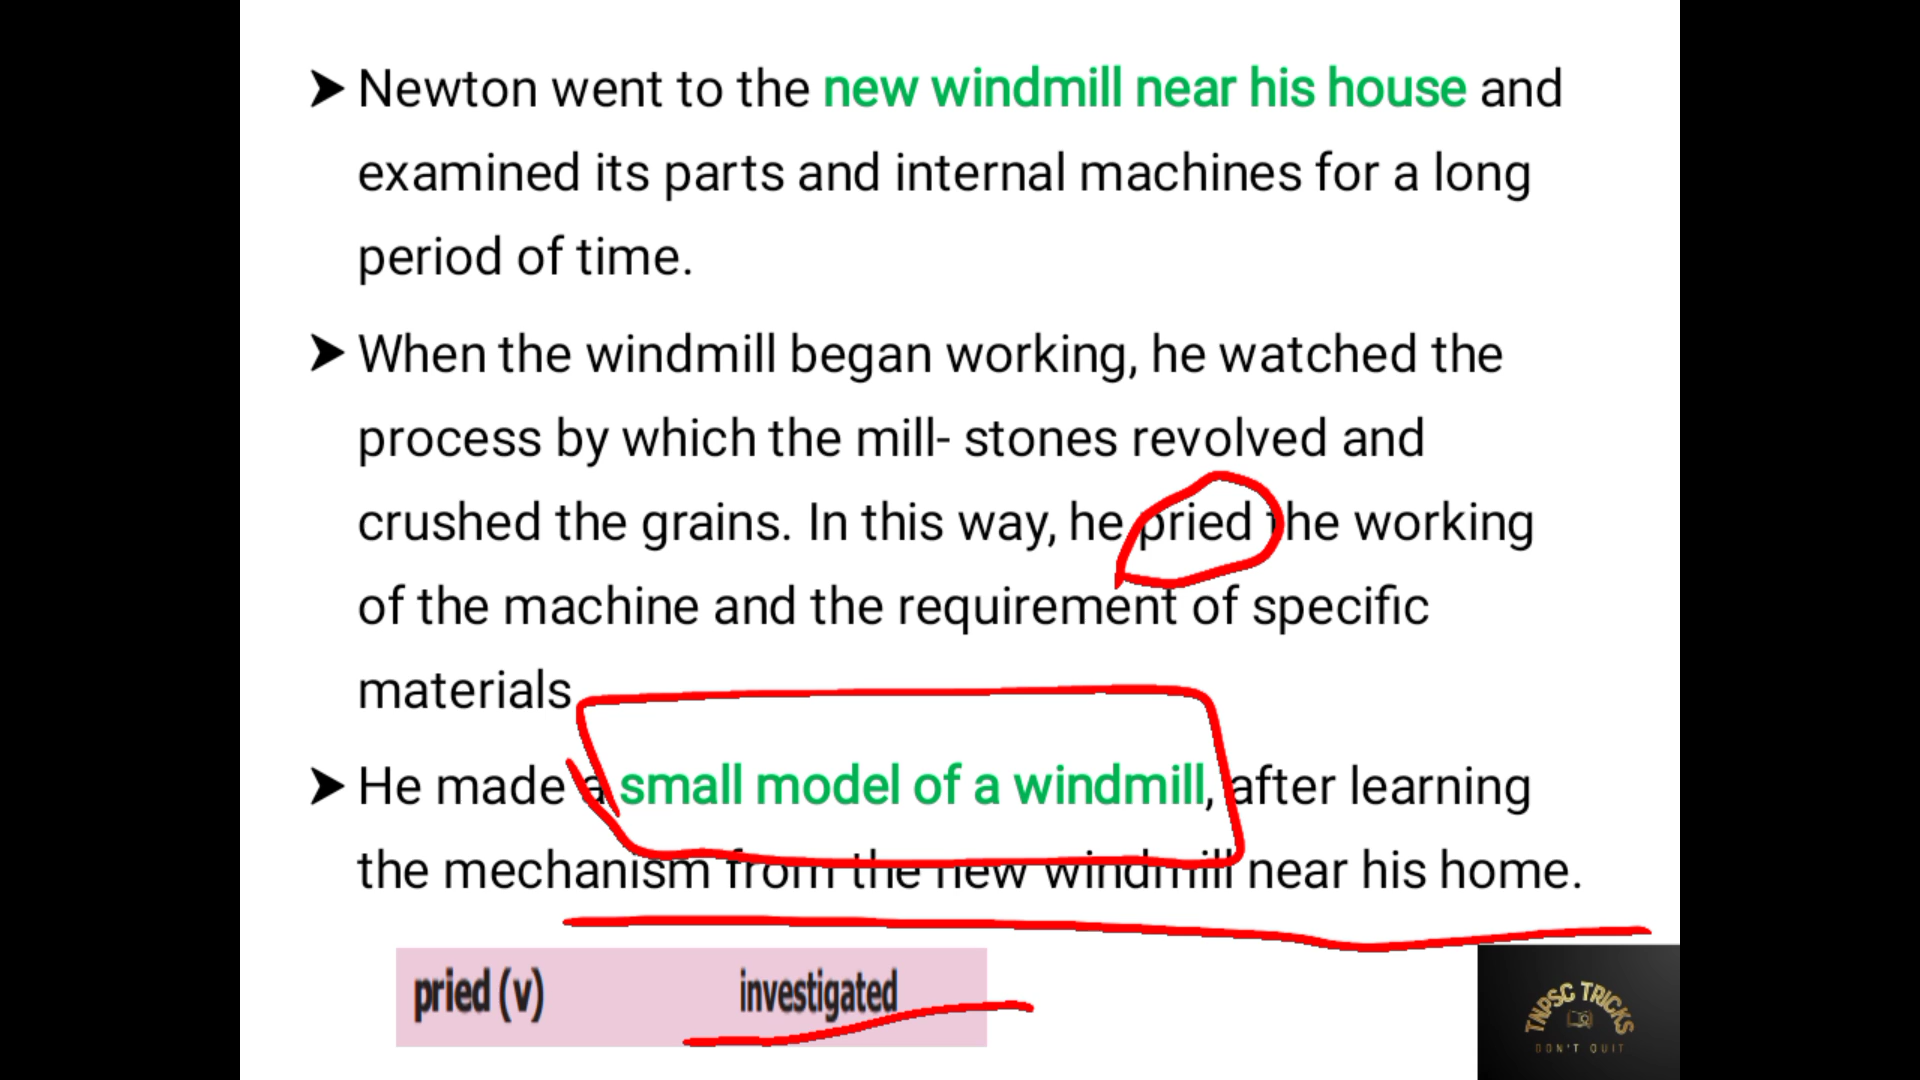 ➤ Newton went to the new windmill near his house and
examined its parts and internal machines for a long
period of time.
➤ When the windmill began working, he watched the
process by which the mill- stones revolved and
crushed the grains. In this way, he pried the working
of the machine and the requirement of specific
materials
➤ He made a small model of a windmill, after learning
the mechanism from the new windmill near his home.
pried (v) investigated
TNPSC TRICKS
DON'T QUIT